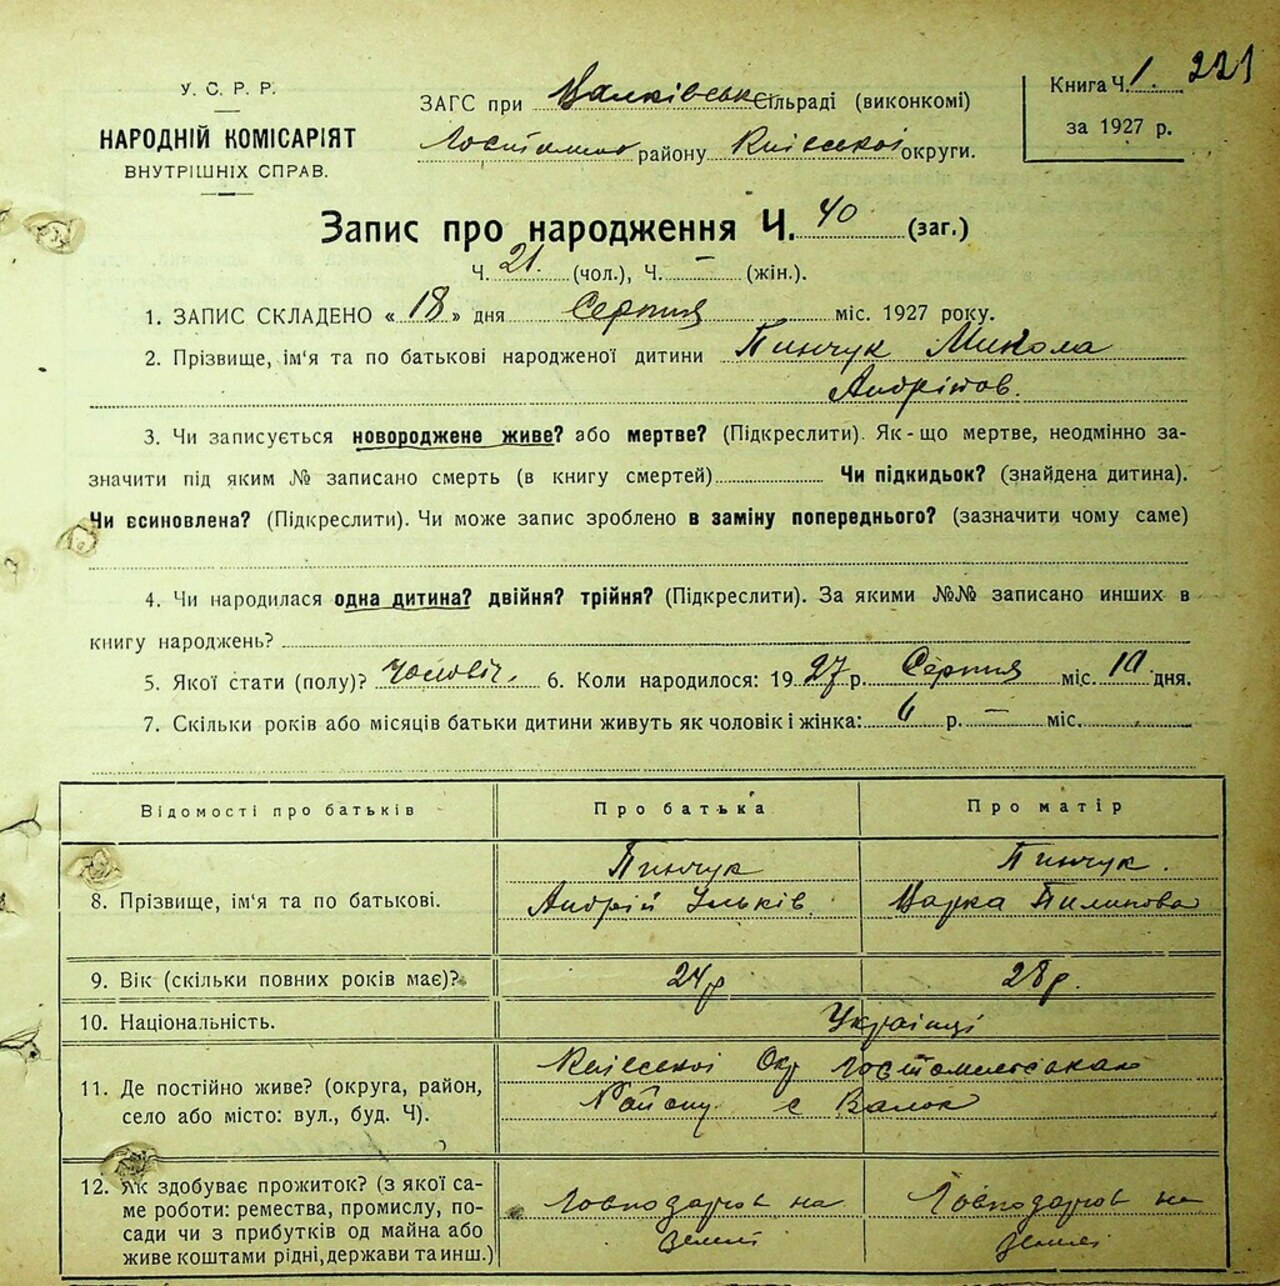 221
У. С. Р. Р.
НАРОДНІЙ КОМІСАРІЯТ
ВНУТРІШНІХ СПРАВ.
ЗАГС при сільраді (виконкомі)
району Київської округи.
Книга Ч. 1.
за 1927 р.
Запис про народження Ч. 40 (заг.)
Ч. 21. (чол.), Ч. – (жін.).
1. ЗАПИС СКЛАДЕНО « 18 » дня Серпня міс. 1927 року.
2. Прізвище, ім'я та по батькові народженої дитини Пинчук Микола
Андрійов.
3. Чи записується новороджене живе? або мертве? (Підкреслити). Як-що мертве, неодмінно за-
значити під яким № записано смерть (в книгу смертей) Чи підкидьок? (знайдена дитина).
Чи всиновлена? (Підкреслити). Чи може запис зроблено в заміну попереднього? (зазначити чому саме)
4. Чи народилася одна дитина? двійня? трійня? (Підкреслити). За якими №№ записано инших в
книгу народжень?
5. Якої стати (полу)? Чоловіч. 6. Коли народилося: 1927 р. Серпня міс. дня.
7. Скільки років або місяців батьки дитини живуть як чоловік і жінка: 6 р. – міс.
Відомості про батьків
Про батька
Про матір
8. Прізвище, ім'я та по батькові.
Пинчук
Андрій Ільків
Пинчук.
Марка Пилипова
9. Вік (скільки повних років має)?
24 р
28 р.
10. Національність.
Українці
11. Де постійно живе? (округа, район,
село або місто: вул., буд. Ч).
Київської Окр Гостомельського
Району с Валок
12. Як здобуває прожиток? (з якої са-
ме роботи: ремества, промислу, по-
сади чи з прибутків од майна або
живе коштами рідні, держави та инш.)
на
землі
на
землі